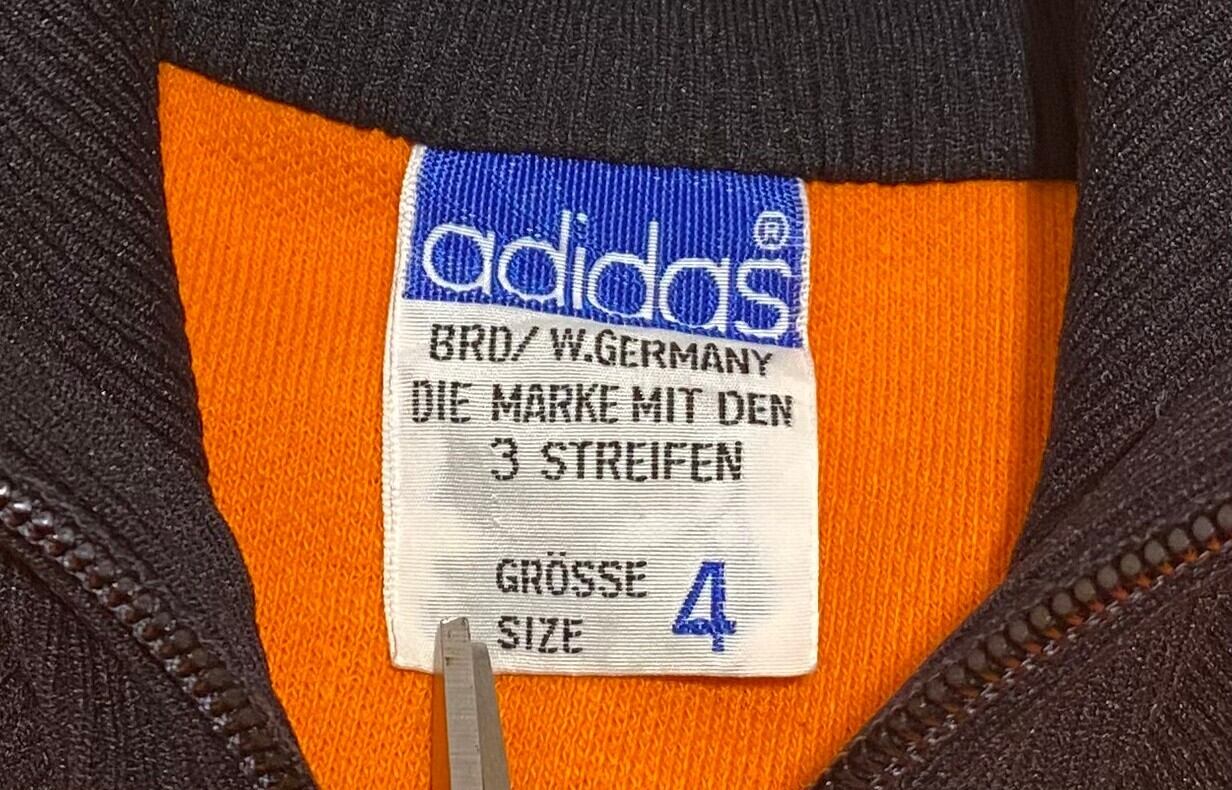 adidas®
BRD/ W.GERMANY
DIE MARKE MIT DEN
3 STREIFEN
GRÖSSE 4
SIZE